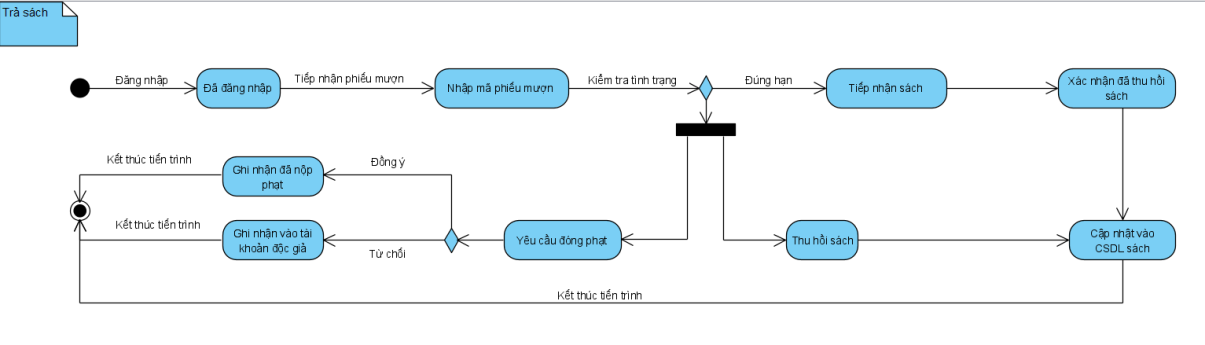 Trả sách
Đăng nhập
Đã đăng nhập
Tiếp nhận phiếu mượn
Nhập mã phiếu mượn
Kiểm tra tình trạng
Đúng hạn
Tiếp nhận sách
Xác nhận đã thu hồi
sách
Kết thúc tiến trình
Ghi nhận đã nộp
phạt
Đồng ý
Kết thúc tiến trình
Ghi nhận vào tài
khoản độc giả
Từ chối
Yêu cầu đóng phạt
Thu hồi sách
Cập nhật vào
CSDL sách
Kết thúc tiến trình